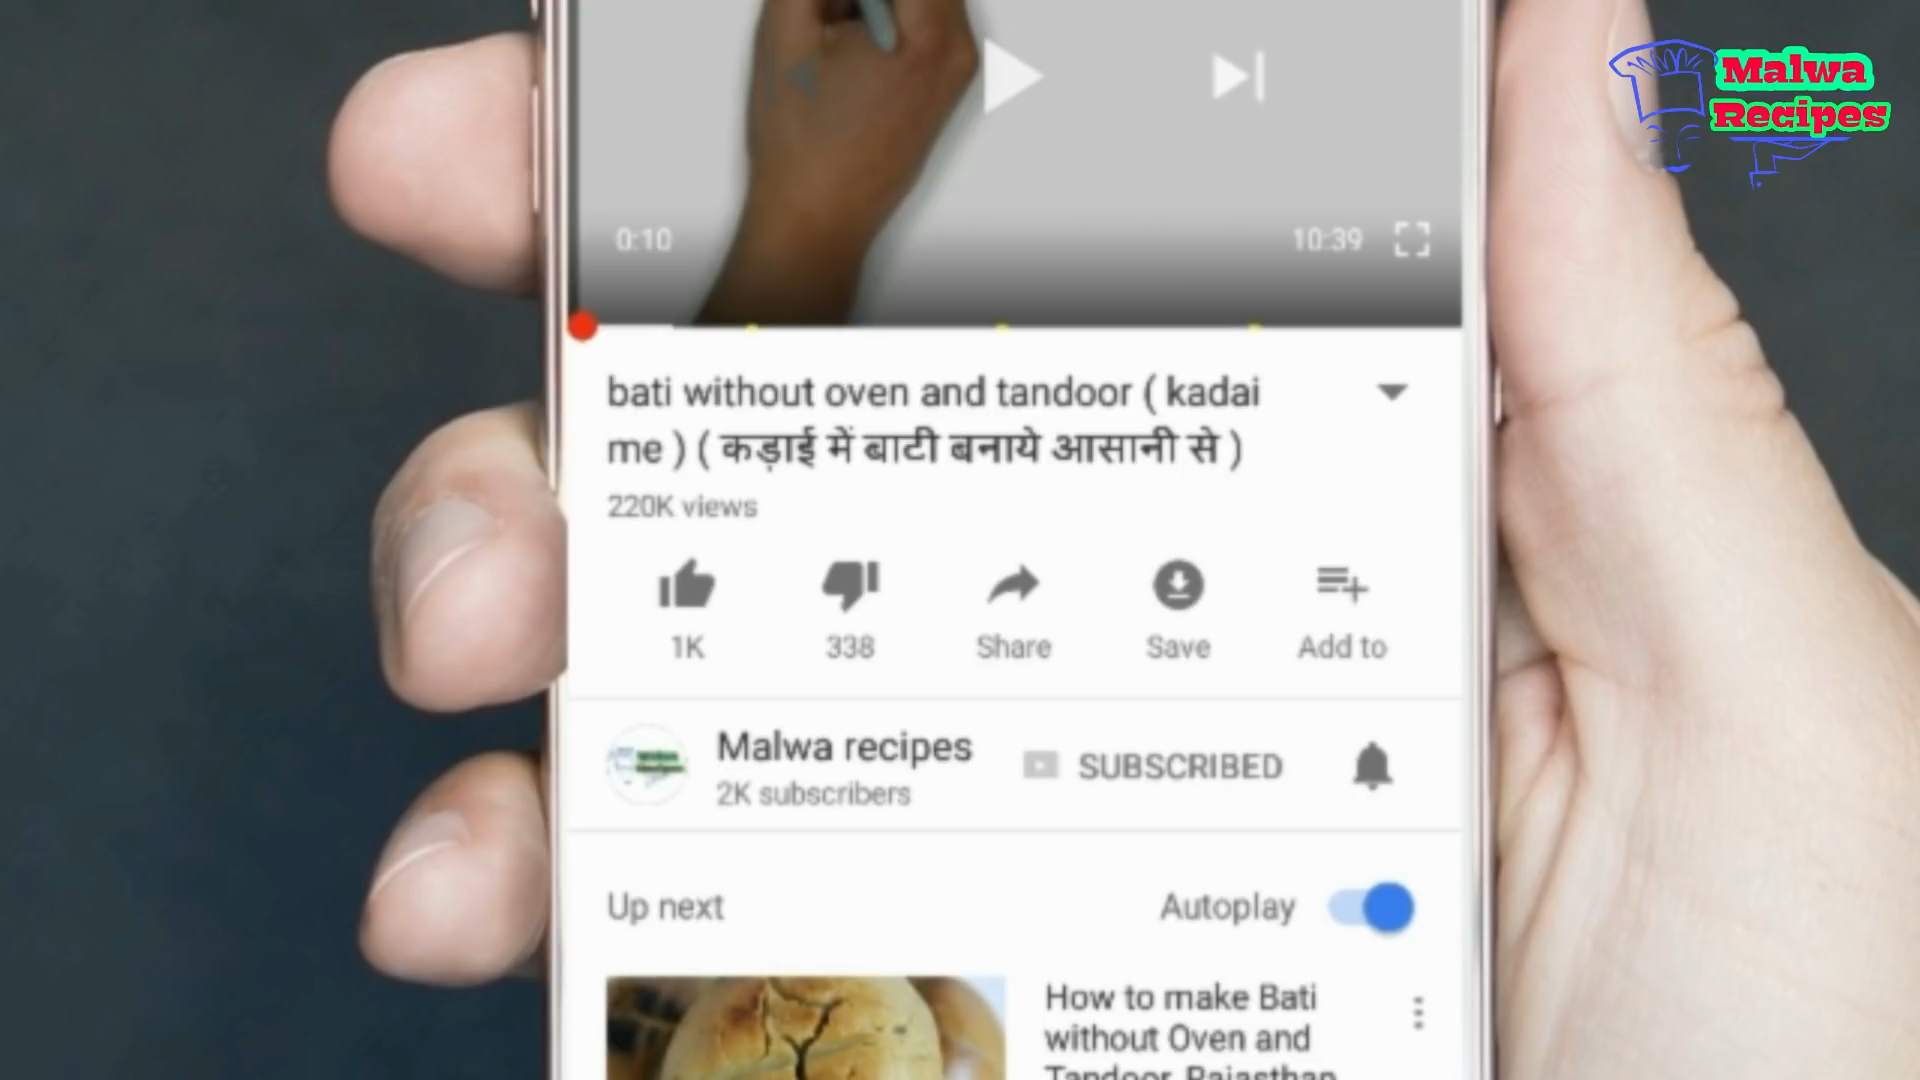 Malwa
Recipes
0:10
10:39
bati without oven and tandoor ( kadai
me ) ( कड़ाई में बाटी बनाये आसानी से )
220K views
1K
338
Share
Save
Add to
Malwa recipes
2K subscribers
SUBSCRIBED
Up next
Autoplay
How to make Bati
without Oven and
Tandoor, Rajasthan